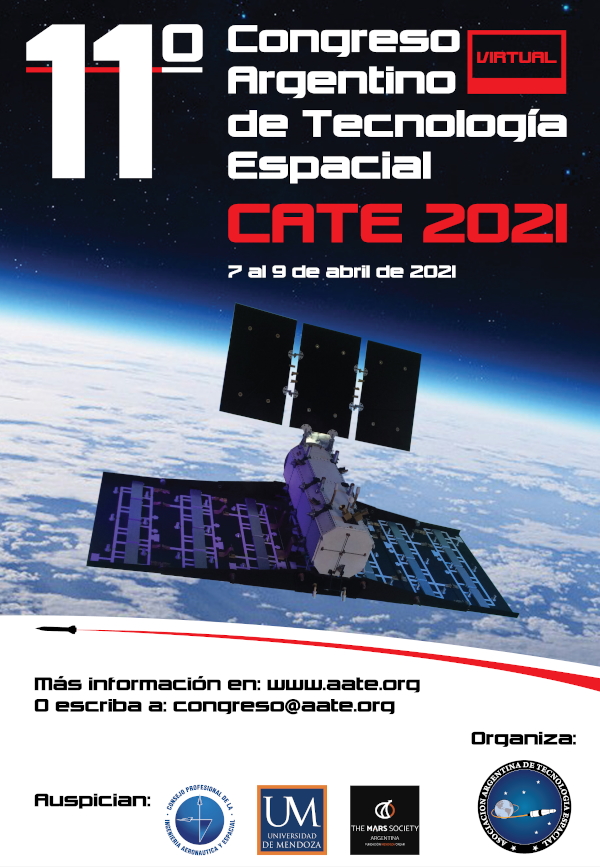 11º
Congreso
Argentino
de Tecnología
Espacial
VIRTUAL
CATE 2021
7 al 9 de abril de 2021
Más información en: www.aate.org
O escriba a: congreso@aate.org
Organiza:
ASOCIACIÓN ARGENTINA DE TECNOLOGÍA ESPACIAL
Auspician:
CONSEJO PROFESIONAL DE LA
INGENIERÍA AERONÁUTICA Y ESPACIAL
UM
UNIVERSIDAD
DE MENDOZA
THE MARS SOCIETY
ARGENTINA